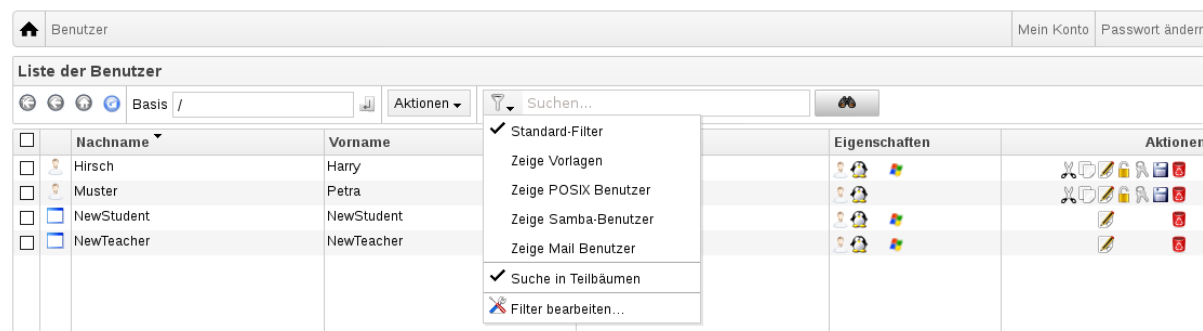 Benutzer Mein Konto Passwort ändern
Liste der Benutzer
Basis / Aktionen Suchen...
Nachname Vorname Eigenschaften Aktionen
Standard-Filter
Hirsch Harry
Zeige Vorlagen
Muster Petra
Zeige POSIX Benutzer
NewStudent NewStudent
Zeige Samba-Benutzer
NewTeacher NewTeacher
Zeige Mail Benutzer
Suche in Teilbäumen
Filter bearbeiten...